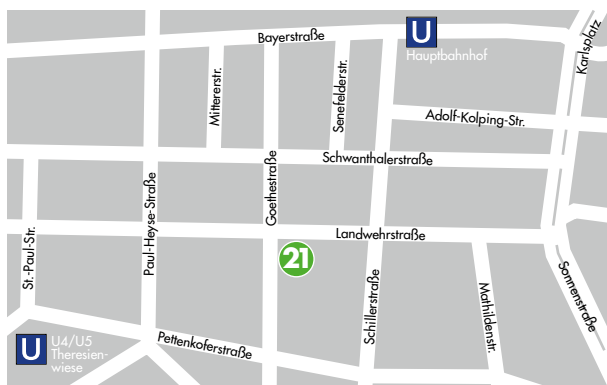 Bayerstraße
U
Hauptbahnhof
Karlsplatz
Mittererstr.
Senefelderstr.
Adolf-Kolping-Str.
Schwanthalerstraße
Goethestraße
Paul-Heyse-Straße
St.-Paul-Str.
Landwehrstraße
21
Schillerstraße
Mathildenstr.
Sonnenstraße
Pettenkoferstraße
U
U4/U5
Theresien-
wiese